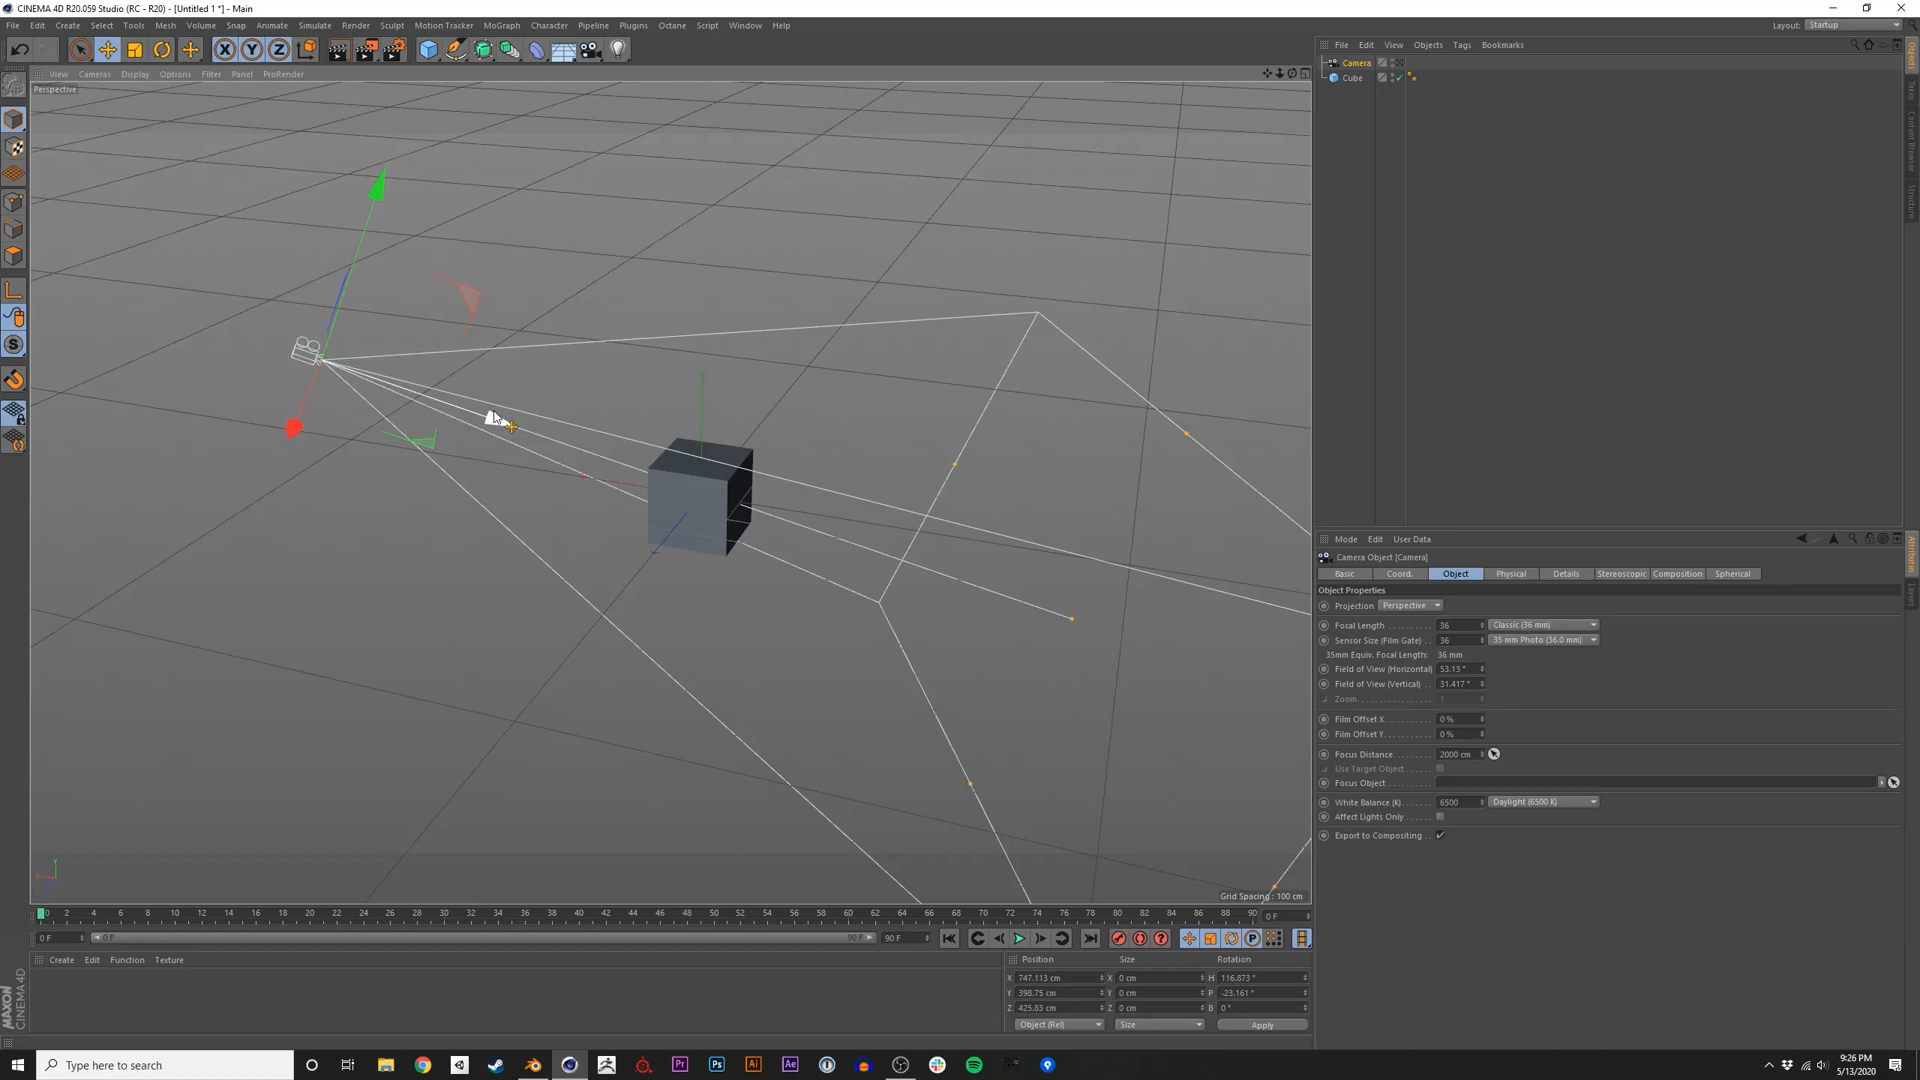 CINEMA 4D R20.059 Studio (RC - R20) - [Untitled 1 *] - Main
File Edit Create Select Tools Mesh Volume Snap Animate Simulate Render Sculpt Motion Tracker MoGraph Character Pipeline Plugins Octane Script Window Help
Layout: Startup
View Cameras Display Options Filter Panel ProRender
Perspective
File Edit View Objects Tags Bookmarks
Camera
Cube
Objects
Takes
Content Browser
Structure
Mode Edit User Data
Camera Object [Camera]
Basic Coord. Object Physical Details Stereoscopic Composition Spherical
Object Properties
Projection Perspective
Focal Length 36 Classic (36 mm)
Sensor Size (Film Gate) 36 35 mm Photo (36.0 mm)
35mm Equiv. Focal Length: 36 mm
Field of View (Horizontal) 53.13 °
Field of View (Vertical) 31.417 °
Zoom 1
Film Offset X 0 %
Film Offset Y 0 %
Focus Distance 2000 cm
Use Target Object
Focus Object
White Balance (K) 6500 Daylight (6500 K)
Affect Lights Only
Export to Compositing
Attributes
Layers
Y
X
Grid Spacing : 100 cm
0 2 4 6 8 10 12 14 16 18 20 22 24 26 28 30 32 34 36 38 40 42 44 46 48 50 52 54 56 58 60 62 64 66 68 70 72 74 76 78 80 82 84 86 88 90 0 F
0 F 0 F 90 F 90 F
Create Edit Function Texture
Position Size Rotation
X 747.113 cm X 0 cm H 116.873 °
Y 398.75 cm Y 0 cm P -23.161 °
Z 425.83 cm Z 0 cm B 0 °
Object (Rel) Size Apply
MAXON CINEMA 4D
Type here to search
9:26 PM
5/13/2020